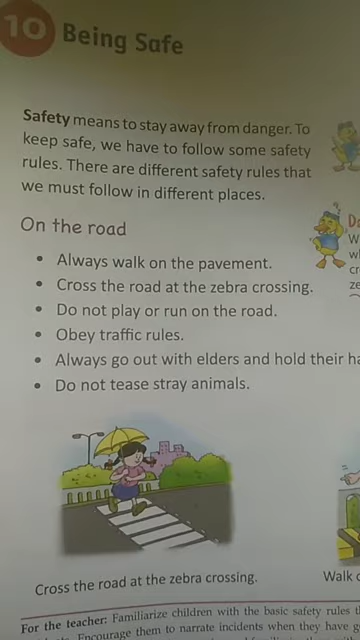 10 Being Safe
Safety means to stay away from danger. To
keep safe, we have to follow some safety
rules. There are different safety rules that
we must follow in different places.
On the road
• Always walk on the pavement.
• Cross the road at the zebra crossing.
• Do not play or run on the road.
• Obey traffic rules.
• Always go out with elders and hold their
• Do not tease stray animals.
Cross the road at the zebra crossing.
Walk
For the teacher: Familiarize children with the basic safety rules
Encourage them to narrate incidents when they have